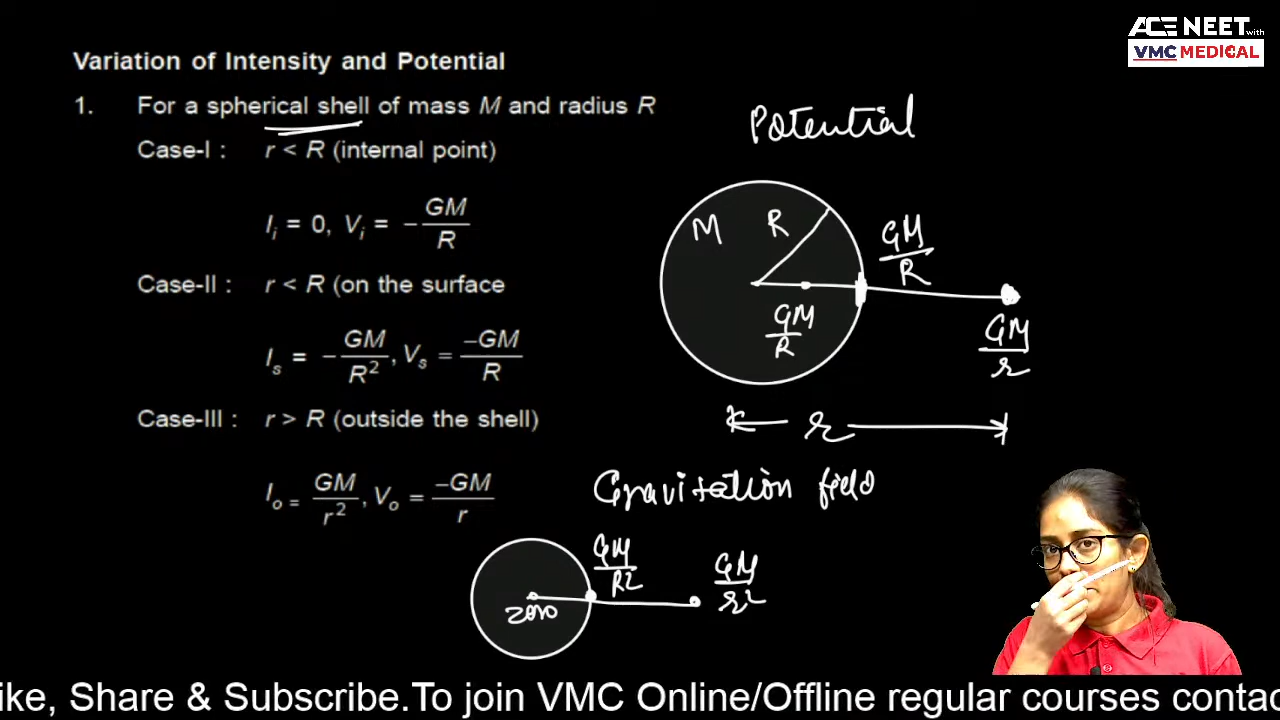 ACE NEET with
VMC MEDICAL
Variation of Intensity and Potential
1. For a spherical shell of mass M and radius R
Case-I : r < R (internal point)
I_i = 0, V_i = - GM/R
Case-II : r < R (on the surface
I_s = - GM/R², V_s = -GM/R
Case-III : r > R (outside the shell)
I_o = GM/r², V_o = -GM/r
Potential
M R
GM/R
GM/R
GM/r
r
Gravitation field
GM/R²
GM/r²
zero
ike, Share & Subscribe.To join VMC Online/Offline regular courses contac